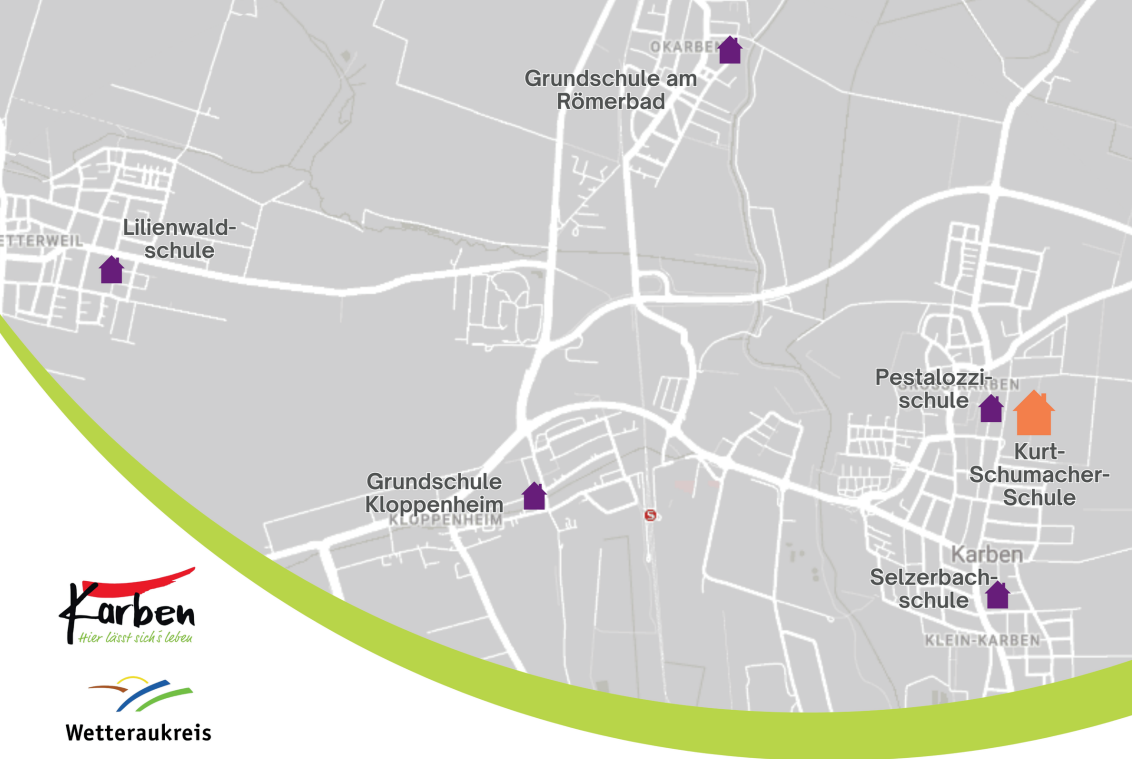 OKARBEN
Grundschule am
Römerbad
Lilienwald-
schule
ETTERWEIL
Pestalozzi-
schule
GROSS-KARBEN
Kurt-
Schumacher-
Schule
Grundschule
Kloppenheim
KLOPPENHEIM
S
Karben
Selzerbach-
schule
KLEIN-KARBEN
Karben
Hier lässt sich's leben
Wetteraukreis